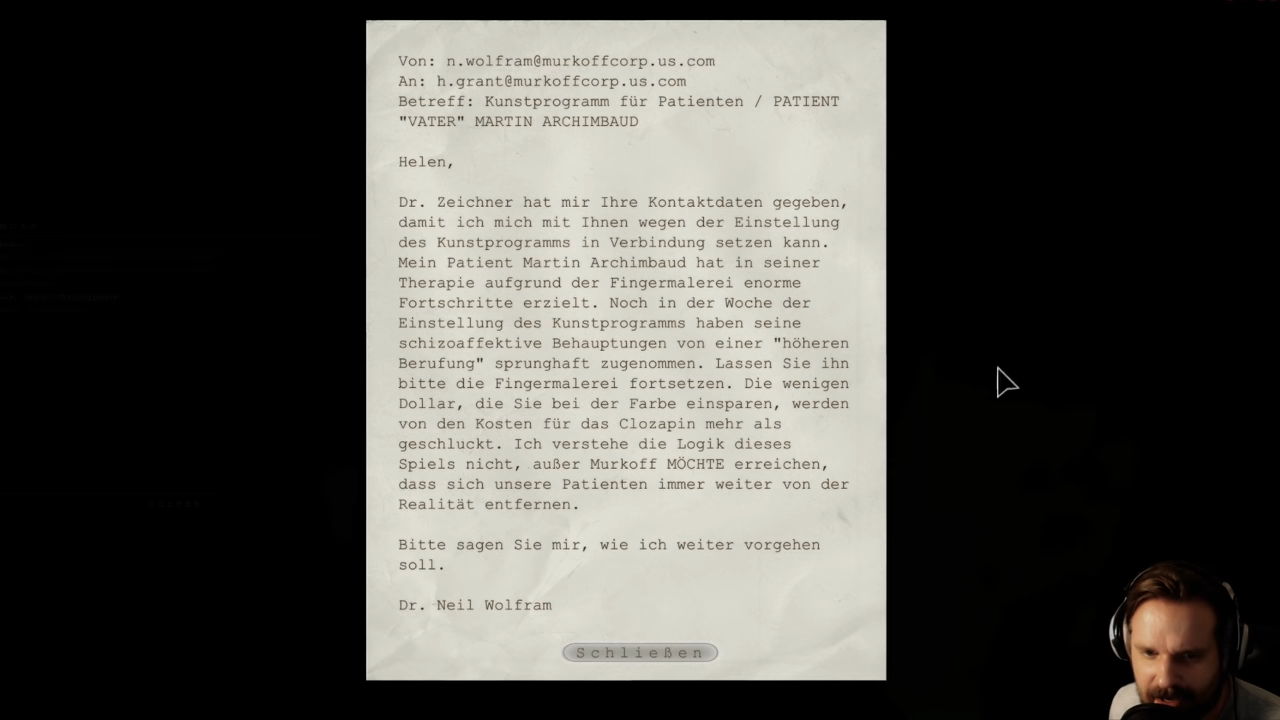 Von: n.wolfram@murkoffcorp.us.com
An: h.grant@murkoffcorp.us.com
Betreff: Kunstprogramm für Patienten / PATIENT
"VATER" MARTIN ARCHIMBAUD
Helen,
Dr. Zeichner hat mir Ihre Kontaktdaten gegeben,
damit ich mich mit Ihnen wegen der Einstellung
des Kunstprogramms in Verbindung setzen kann.
Mein Patient Martin Archimbaud hat in seiner
Therapie aufgrund der Fingermalerei enorme
Fortschritte erzielt. Noch in der Woche der
Einstellung des Kunstprogramms haben seine
schizoaffektive Behauptungen von einer "höheren
Berufung" sprunghaft zugenommen. Lassen Sie ihn
bitte die Fingermalerei fortsetzen. Die wenigen
Dollar, die Sie bei der Farbe einsparen, werden
von den Kosten für das Clozapin mehr als
geschluckt. Ich verstehe die Logik dieses
Spiels nicht, außer Murkoff MÖCHTE erreichen,
dass sich unsere Patienten immer weiter von der
Realität entfernen.
Bitte sagen Sie mir, wie ich weiter vorgehen
soll.
Dr. Neil Wolfram
Schließen